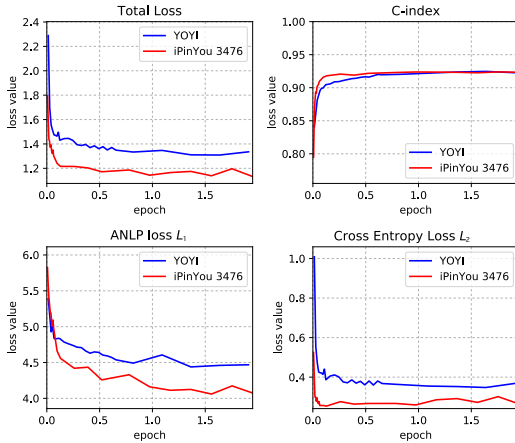 Total Loss
loss value
2.4
2.2
2.0
1.8
1.6
1.4
1.2
YOYI
iPinYou 3476
0.0 0.5 1.0 1.5
epoch
C-index
loss value
1.00
0.95
0.90
0.85
0.80
YOYI
iPinYou 3476
0.0 0.5 1.0 1.5
epoch
ANLP loss L₁
loss value
6.0
5.5
5.0
4.5
4.0
YOYI
iPinYou 3476
0.0 0.5 1.0 1.5
epoch
Cross Entropy Loss L₂
loss value
1.0
0.8
0.6
0.4
YOYI
iPinYou 3476
0.0 0.5 1.0 1.5
epoch